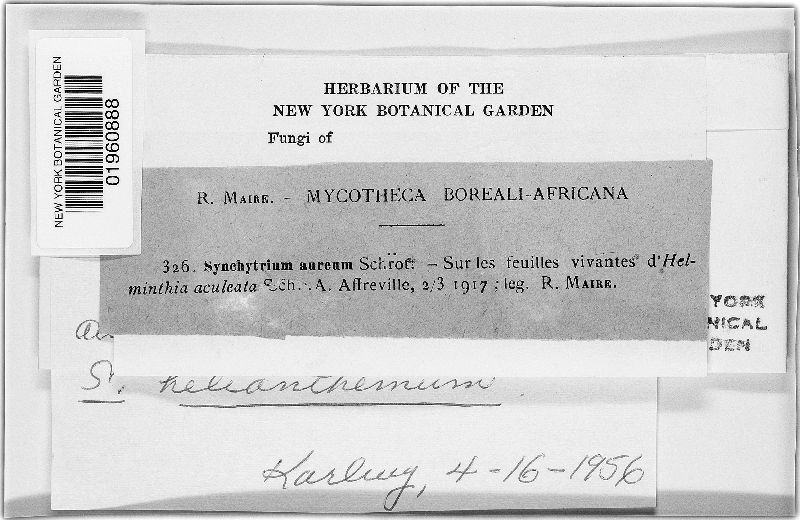 NEW YORK BOTANICAL GARDEN
01960888
HERBARIUM OF THE
NEW YORK BOTANICAL GARDEN
Fungi of
R. MAIRE. - MYCOTHECA BOREALI-AFRICANA
326. Synchytrium aureum Schröt. – Sur les feuilles vivantes d'Hel-
minthia aculeata Sch. A. Affreville, 2/3 1917 ; leg. R. MAIRE.
YORK
NICAL
DEN
S. helianthemum
Karling, 4-16-1956